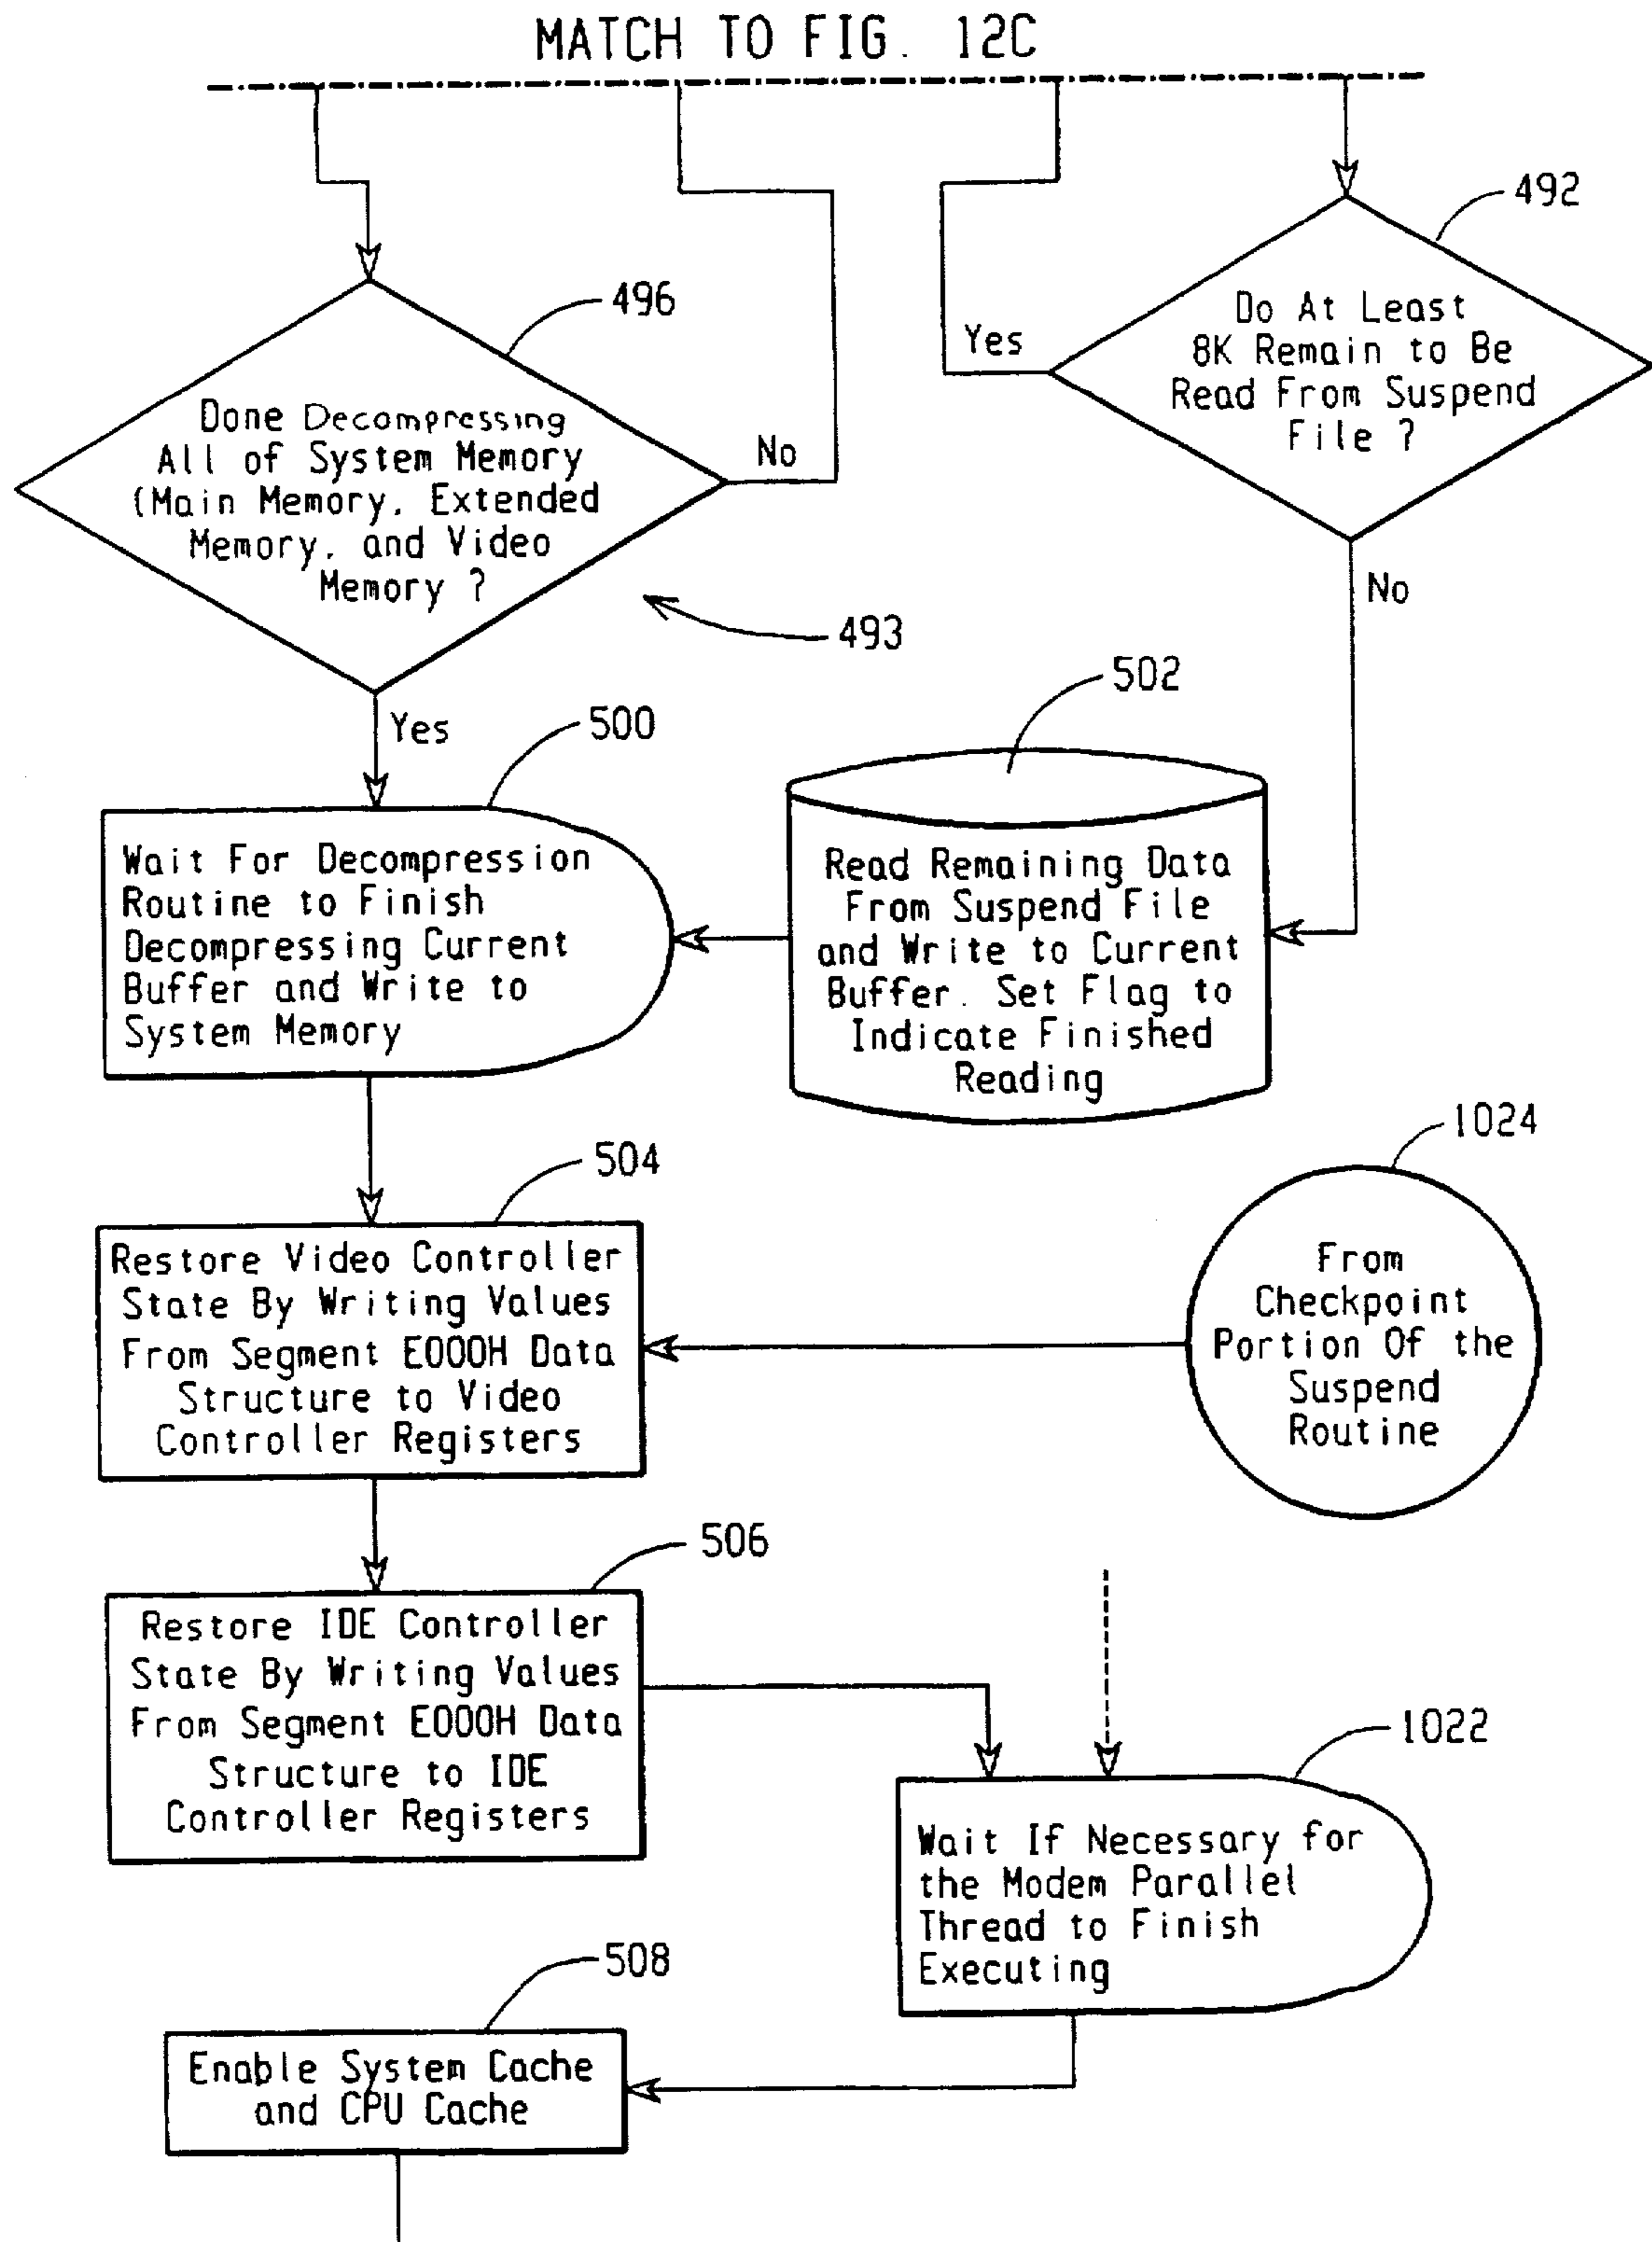 MATCH TO FIG. 12C
492
Do At Least
8K Remain to Be
Read From Suspend
File ?
Yes
No
496
Done Decompressing
All of System Memory
(Main Memory, Extended
Memory, and Video
Memory ?
No
Yes
493
502
Read Remaining Data
From Suspend File
and Write to Current
Buffer. Set Flag to
Indicate Finished
Reading
500
Wait For Decompression
Routine to Finish
Decompressing Current
Buffer and Write to
System Memory
504
Restore Video Controller
State By Writing Values
From Segment E000H Data
Structure to Video
Controller Registers
1024
From
Checkpoint
Portion Of the
Suspend
Routine
506
Restore IDE Controller
State By Writing Values
From Segment E000H Data
Structure to IDE
Controller Registers
1022
Wait If Necessary for
the Modem Parallel
Thread to Finish
Executing
508
Enable System Cache
and CPU Cache